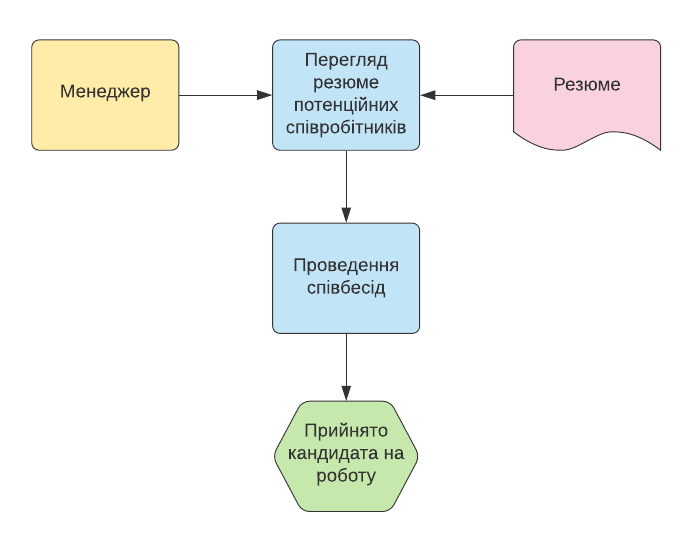 Менеджер
Перегляд
резюме
потенційних
співробітників
Резюме
Проведення
співбесід
Прийнято
кандидата на
роботу